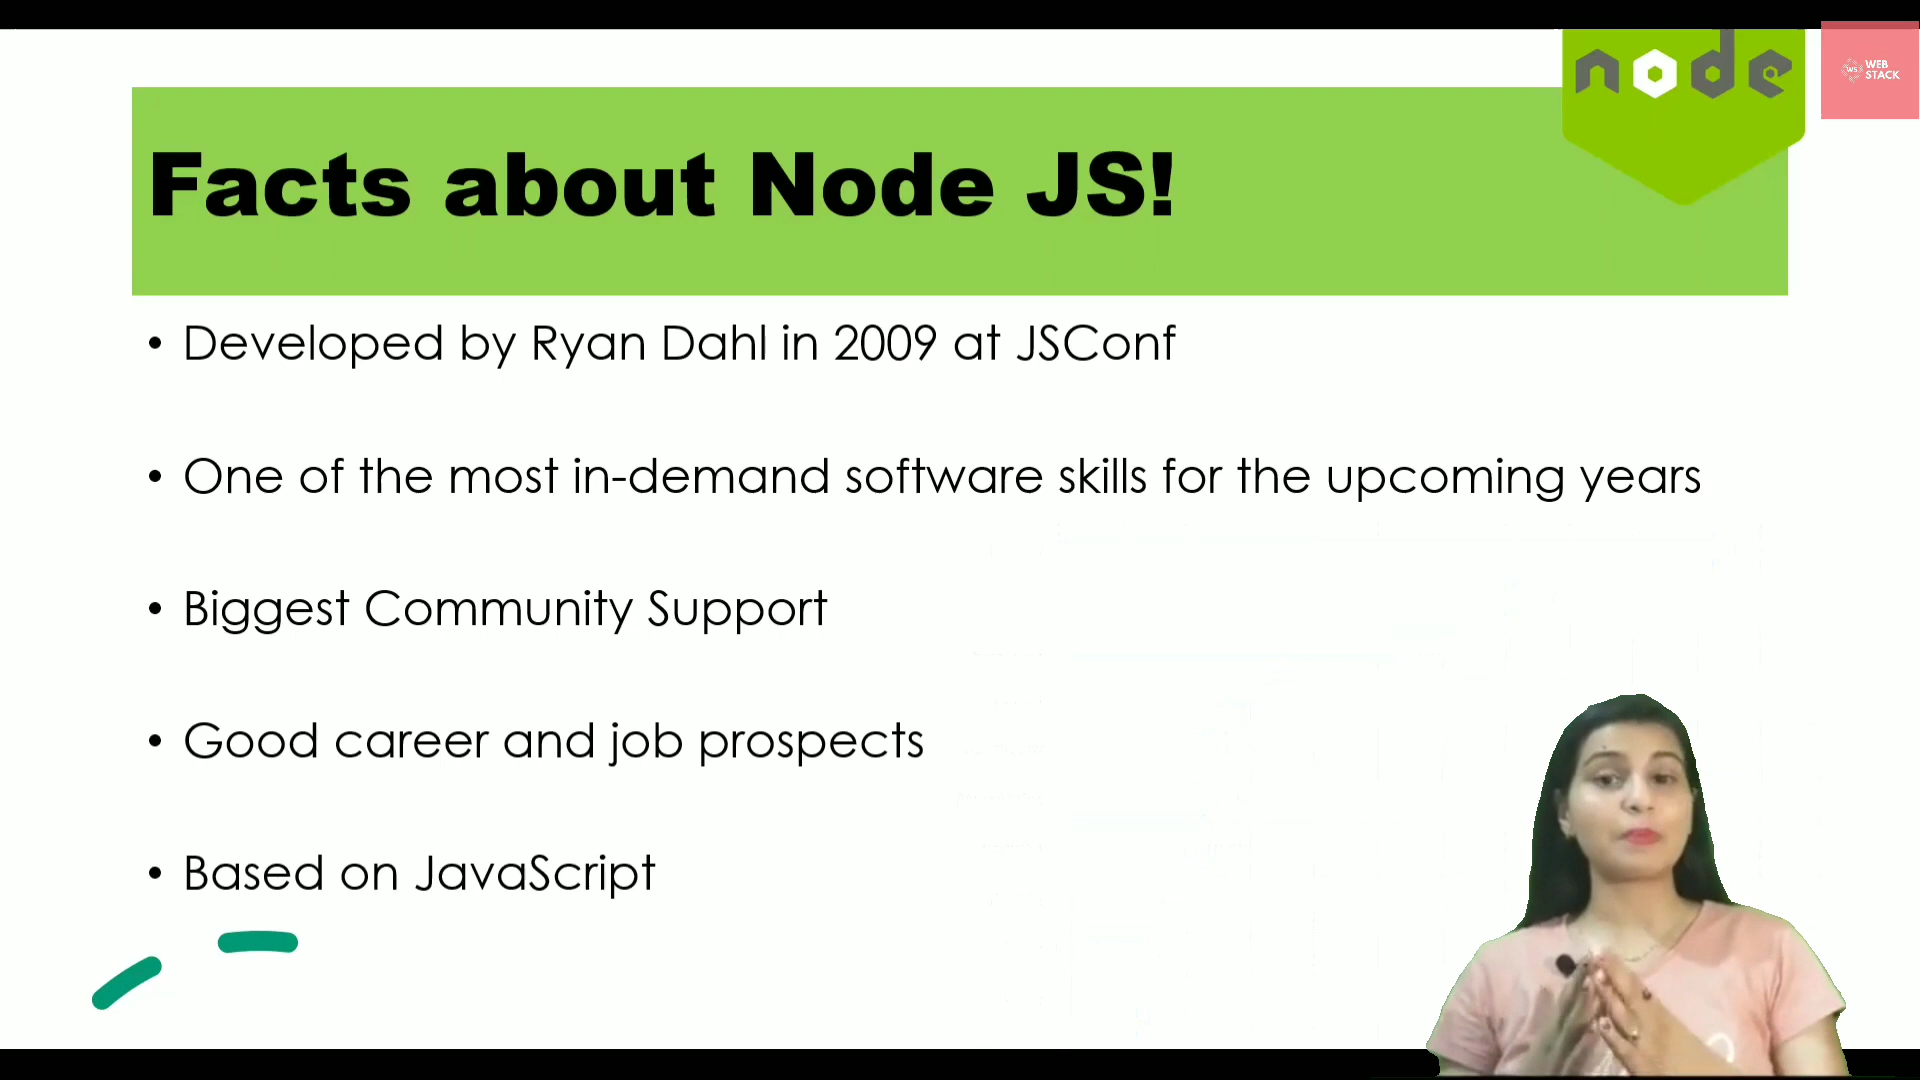 node
WS
WEB
STACK
Facts about Node JS!
• Developed by Ryan Dahl in 2009 at JSConf
• One of the most in-demand software skills for the upcoming years
• Biggest Community Support
• Good career and job prospects
• Based on JavaScript